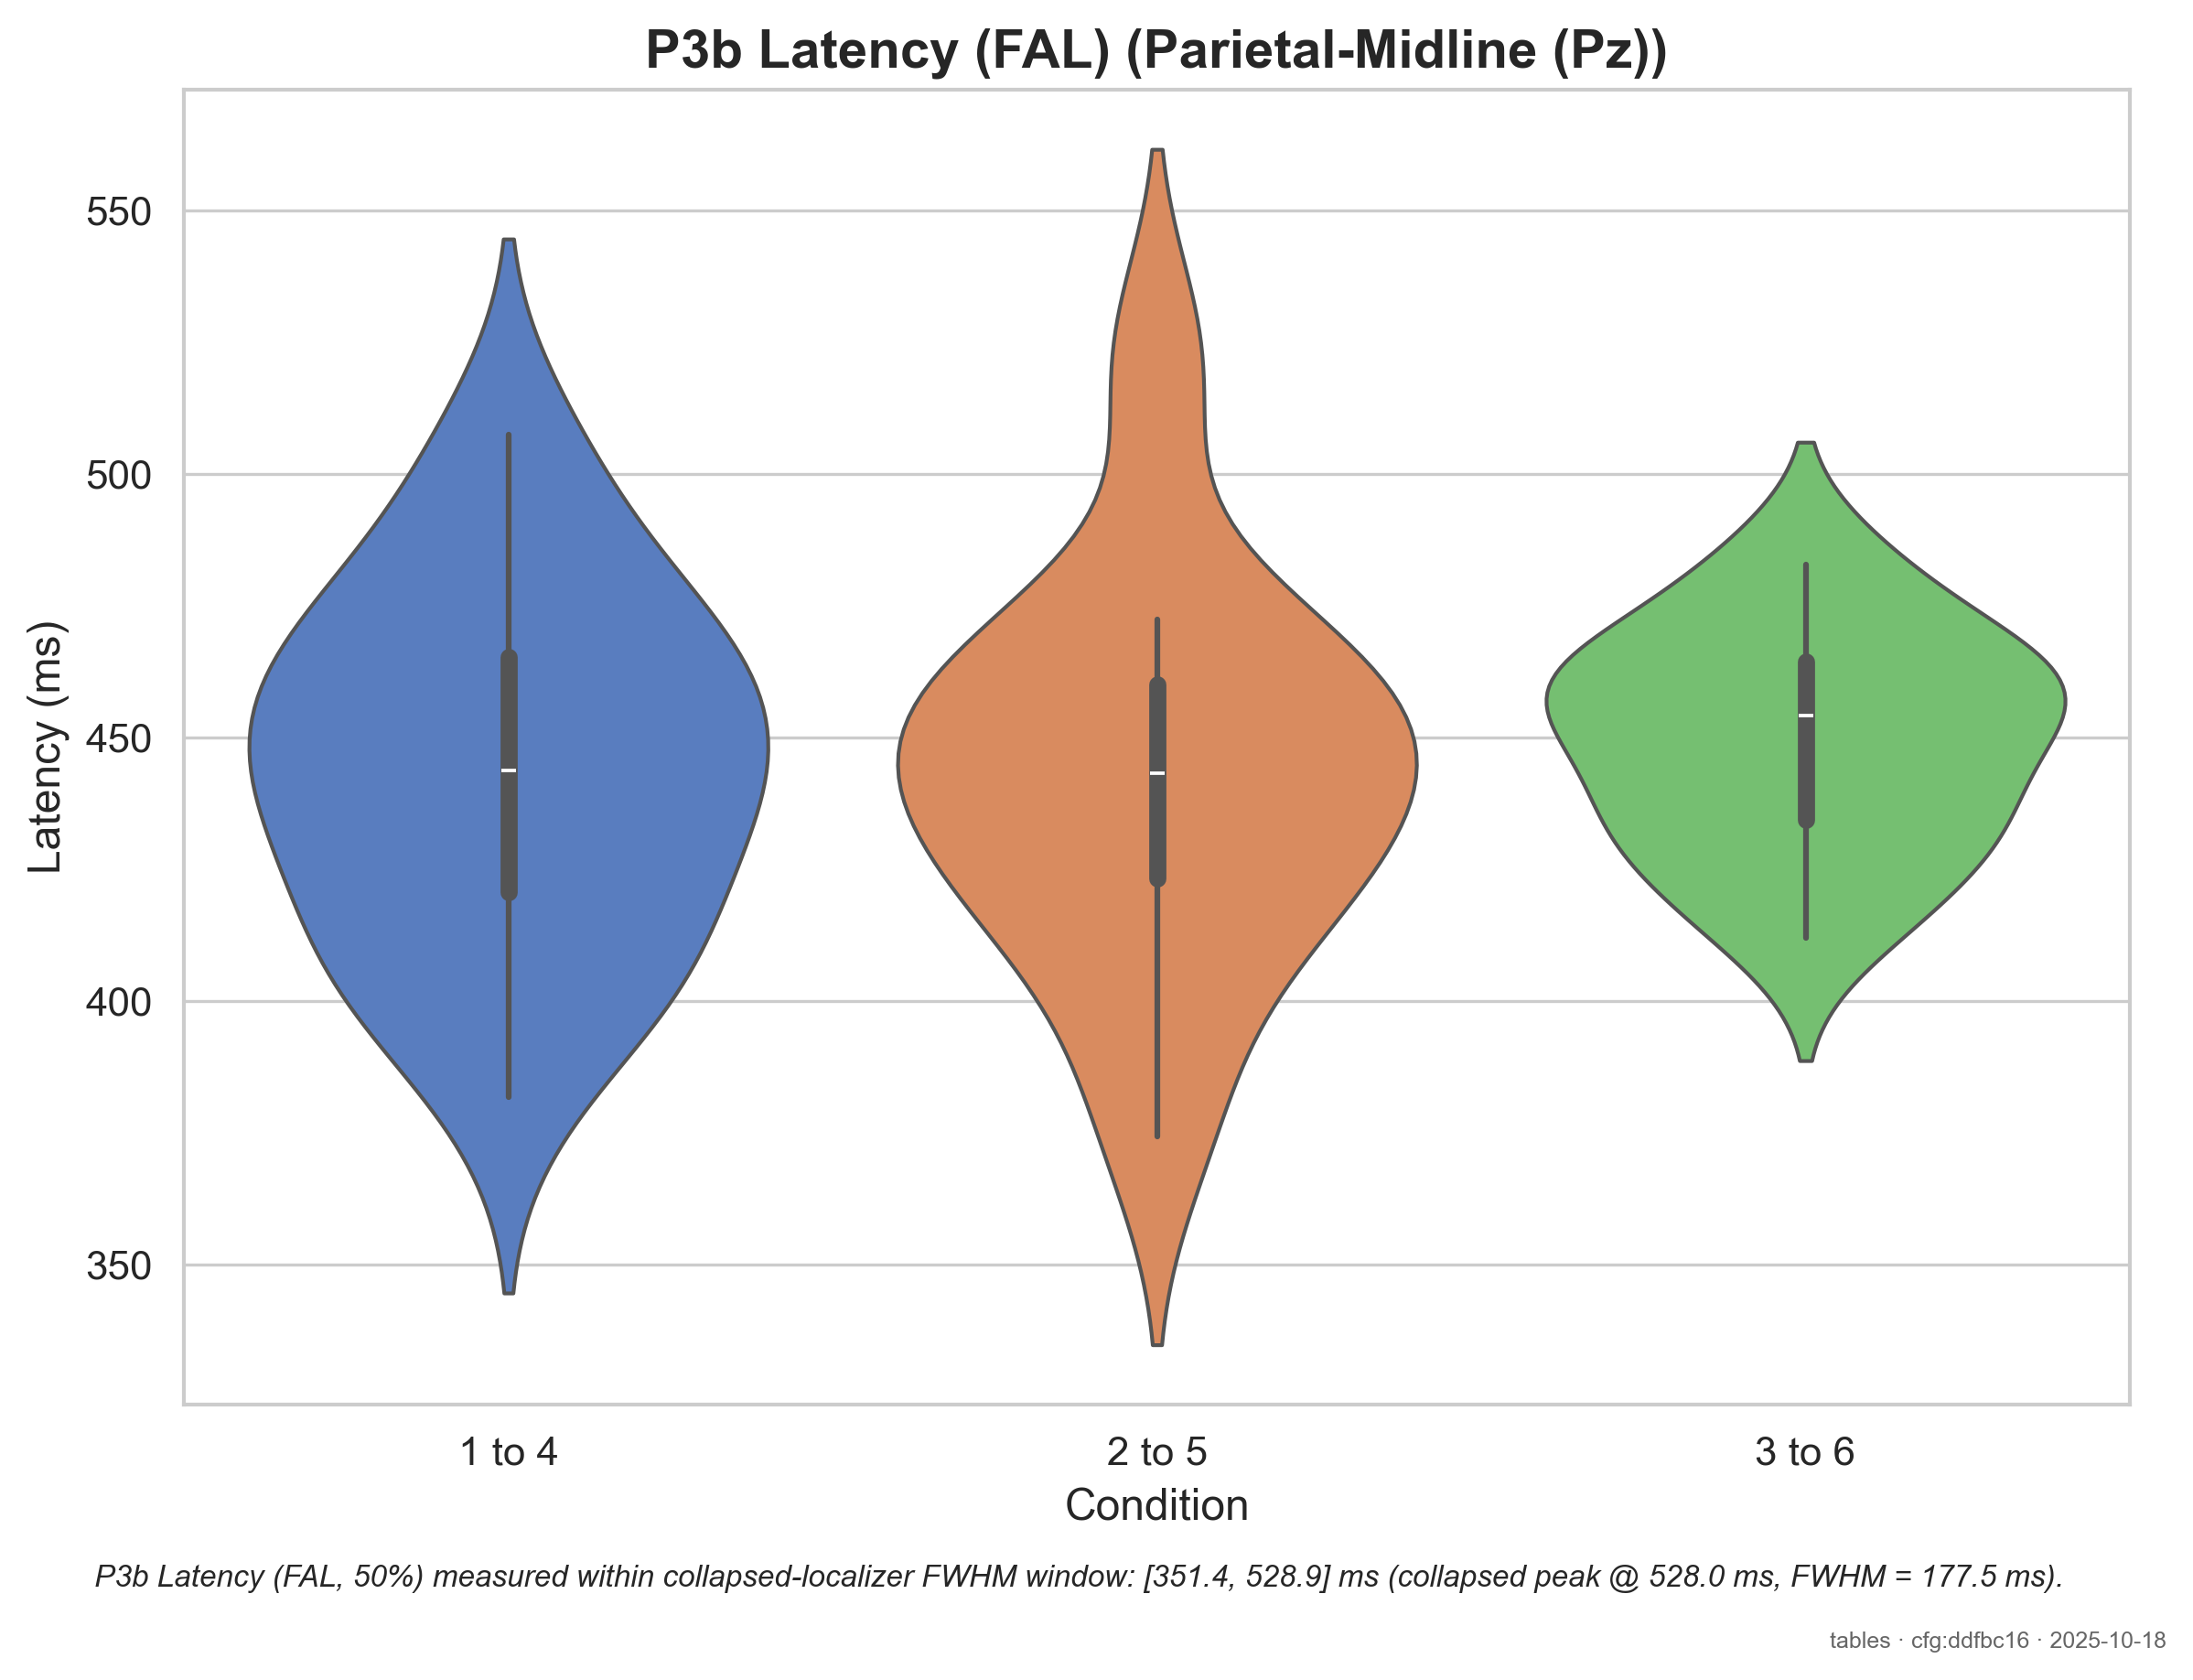 P3b Latency (FAL) (Parietal-Midline (Pz))
550
500
450
400
350
Latency (ms)
1 to 4
2 to 5
3 to 6
Condition
P3b Latency (FAL, 50%) measured within collapsed-localizer FWHM window: [351.4, 528.9] ms (collapsed peak @ 528.0 ms, FWHM = 177.5 ms).
tables · cfg:ddfbc16 · 2025-10-18